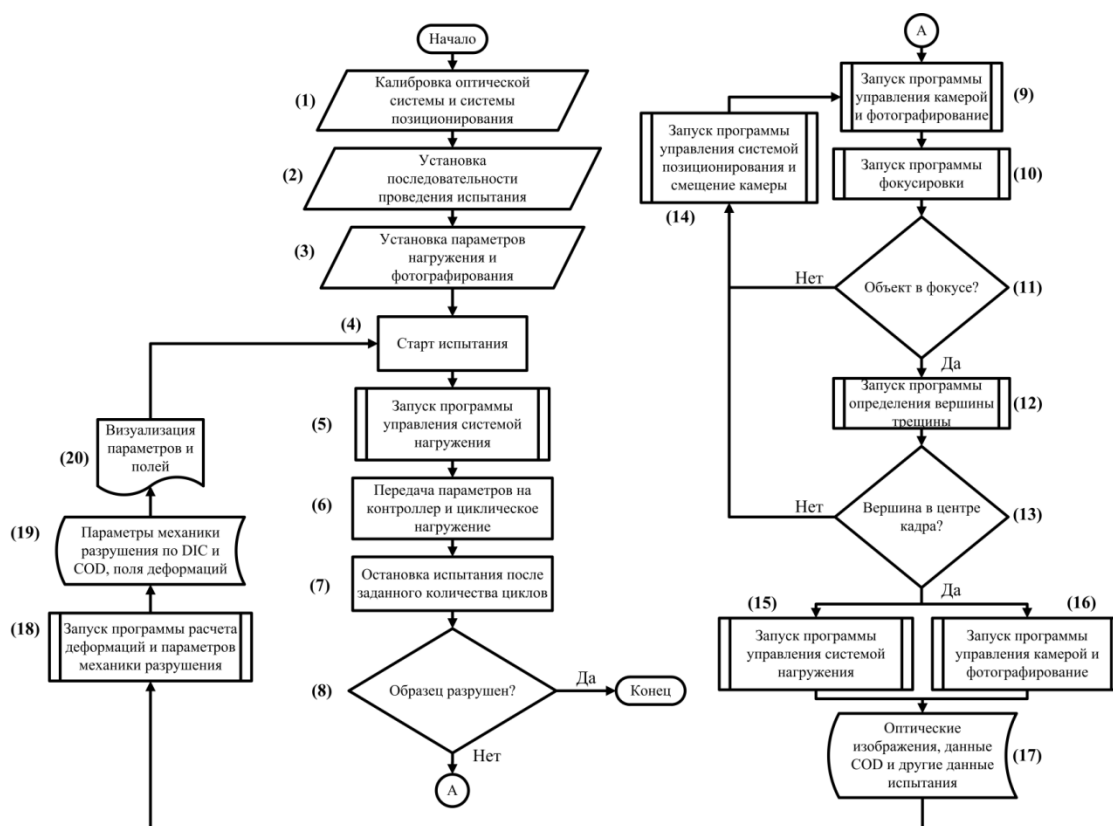 Начало
(1)
Калибровка оптической
системы и системы
позиционирования
(2)
Установка
последовательности
проведения испытания
(3)
Установка параметров
нагружения и
фотографирования
(4)
Старт испытания
(5)
Запуск программы
управления системой
нагружения
(6)
Передача параметров на
контроллер и циклическое
нагружение
(7)
Остановка испытания после
заданного количества циклов
(8)
Образец разрушен?
Да
Конец
Нет
А
А
Запуск программы
управления камерой
и фотографирование
(9)
Запуск программы
фокусировки
(10)
Объект в фокусе?
(11)
Нет
Да
Запуск программы
определения вершины
трещины
(12)
Вершина в центре
кадра?
(13)
Нет
Да
Запуск программы
управления системой
позиционирования и
смещение камеры
(14)
(15)
Запуск программы
управления системой
нагружения
(16)
Запуск программы
управления камерой и
фотографирование
Оптические
изображения, данные
COD и другие данные
испытания
(17)
(18)
Запуск программы расчета
деформаций и параметров
механики разрушения
(19)
Параметры механики
разрушения по DIC и
COD, поля деформаций
(20)
Визуализация
параметров и
полей